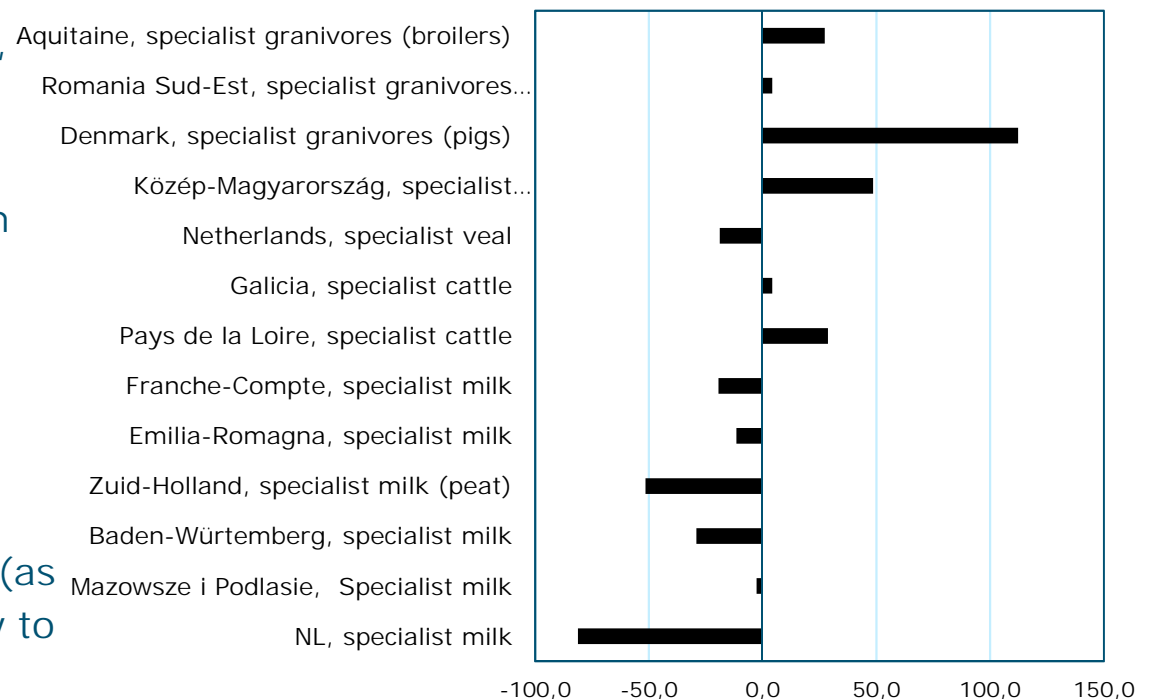 ,
Aquitaine, specialist granivores (broilers)
Romania Sud-Est, specialist granivores...
Denmark, specialist granivores (pigs)
Közép-Magyarország, specialist...
n
Netherlands, specialist veal
Galicia, specialist cattle
Pays de la Loire, specialist cattle
Franche-Compte, specialist milk
Emilia-Romagna, specialist milk
Zuid-Holland, specialist milk (peat)
Baden-Würtemberg, specialist milk
(as
Mazowsze i Podlasie, Specialist milk
to
NL, specialist milk
-100,0 -50,0 0,0 50,0 100,0 150,0